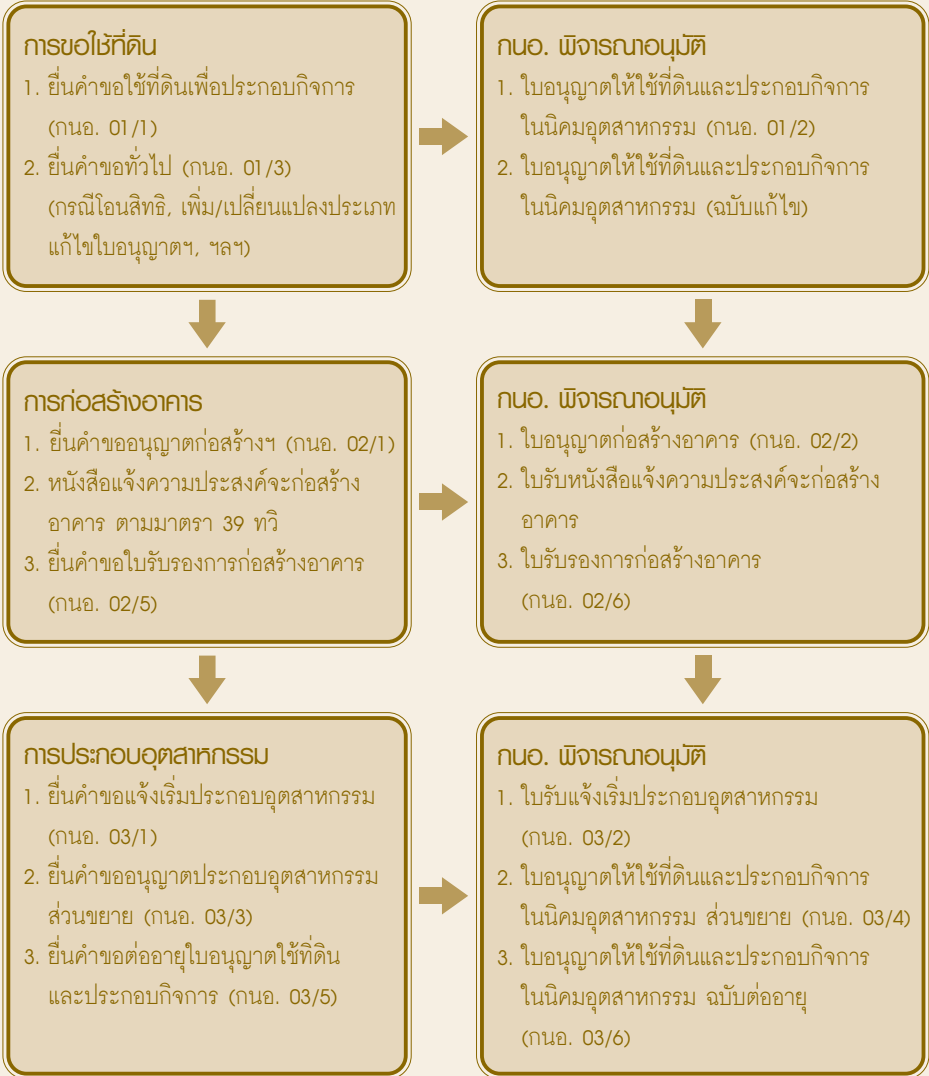 การขอใช้ที่ดิน
1. ยื่นคำขอใช้ที่ดินเพื่อประกอบกิจการ
(กนอ. 01/1)
2. ยื่นคำขอทั่วไป (กนอ. 01/3)
(กรณีโอนสิทธิ, เพิ่ม/เปลี่ยนแปลงประเภท
แก้ไขใบอนุญาตฯ, ฯลฯ)
กนอ. พิจารณาอนุมัติ
1. ใบอนุญาตให้ใช้ที่ดินและประกอบกิจการ
ในนิคมอุตสาหกรรม (กนอ. 01/2)
2. ใบอนุญาตให้ใช้ที่ดินและประกอบกิจการ
ในนิคมอุตสาหกรรม (ฉบับแก้ไข)
การก่อสร้างอาคาร
1. ยื่นคำขออนุญาตก่อสร้างฯ (กนอ. 02/1)
2. หนังสือแจ้งความประสงค์จะก่อสร้าง
อาคาร ตามมาตรา 39 ทวิ
3. ยื่นคำขอใบรับรองการก่อสร้างอาคาร
(กนอ. 02/5)
กนอ. พิจารณาอนุมัติ
1. ใบอนุญาตก่อสร้างอาคาร (กนอ. 02/2)
2. ใบรับหนังสือแจ้งความประสงค์จะก่อสร้าง
อาคาร
3. ใบรับรองการก่อสร้างอาคาร
(กนอ. 02/6)
การประกอบอุตสาหกรรม
1. ยื่นคำขอแจ้งเริ่มประกอบอุตสาหกรรม
(กนอ. 03/1)
2. ยื่นคำขออนุญาตประกอบอุตสาหกรรม
ส่วนขยาย (กนอ. 03/3)
3. ยื่นคำขอต่ออายุใบอนุญาตใช้ที่ดิน
และประกอบกิจการ (กนอ. 03/5)
กนอ. พิจารณาอนุมัติ
1. ใบรับแจ้งเริ่มประกอบอุตสาหกรรม
(กนอ. 03/2)
2. ใบอนุญาตให้ใช้ที่ดินและประกอบกิจการ
ในนิคมอุตสาหกรรม ส่วนขยาย (กนอ. 03/4)
3. ใบอนุญาตให้ใช้ที่ดินและประกอบกิจการ
ในนิคมอุตสาหกรรม ฉบับต่ออายุ
(กนอ. 03/6)